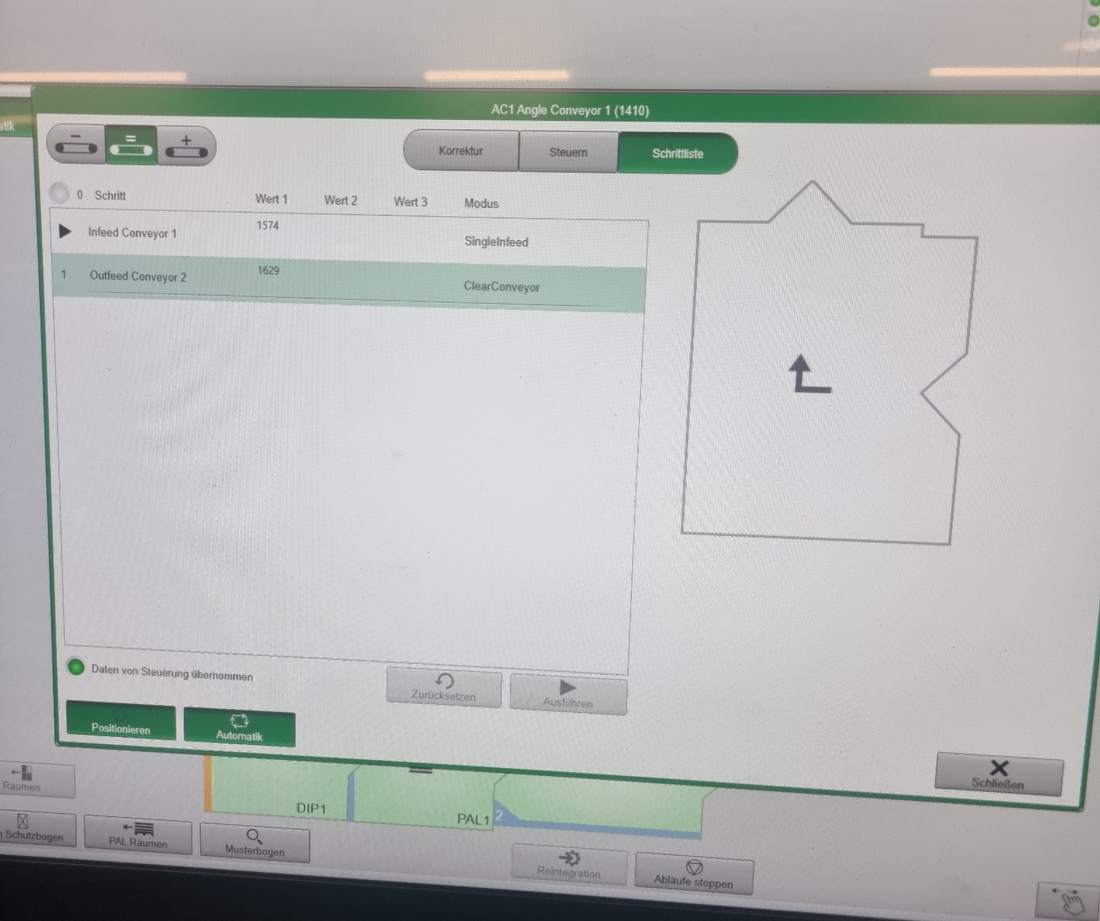 AC1 Angle Conveyor 1 (1410)
Korrektur
Steuern
Schrittliste
0 Schritt Wert 1 Wert 2 Wert 3 Modus
Infeed Conveyor 1 1574 SingleInfeed
1 Outfeed Conveyor 2 1629 ClearConveyor
Daten von Steuerung übernommen
Zurücksetzen
Ausführen
Positionieren
Automatik
Schließen
Räumen
DIP1
PAL1 2
Schutzbogen
PAL Räumen
Musterbogen
Reintegration
Abläufe stoppen